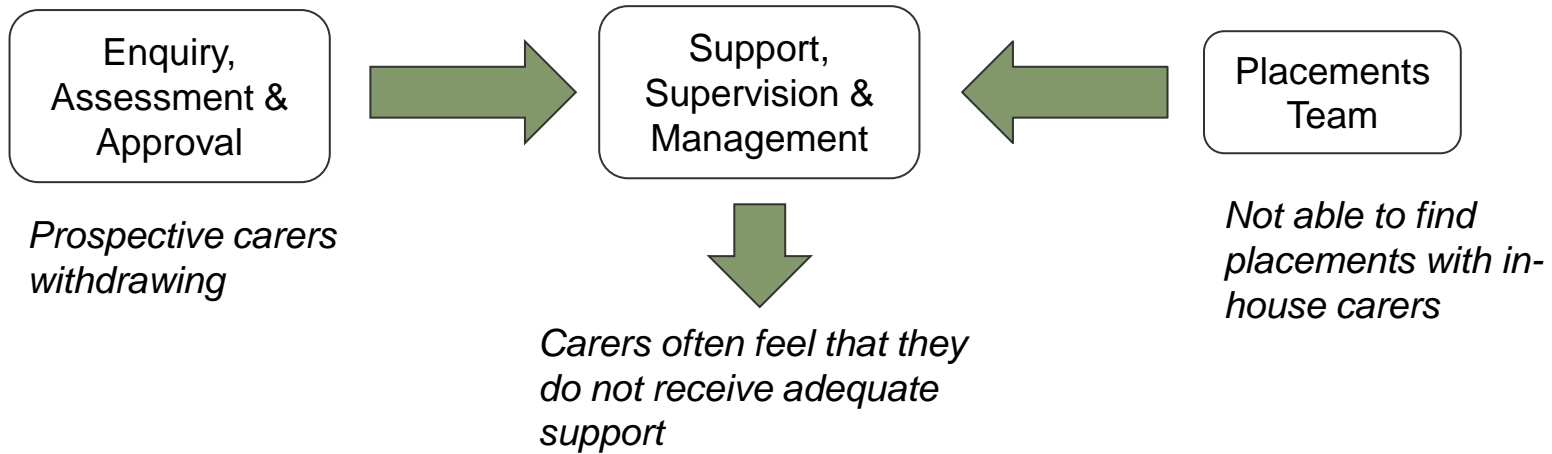 Enquiry,
Assessment &
Approval
Support,
Supervision &
Management
Placements
Team
Prospective carers
withdrawing
Carers often feel that they
do not receive adequate
support
Not able to find
placements with in-
house carers